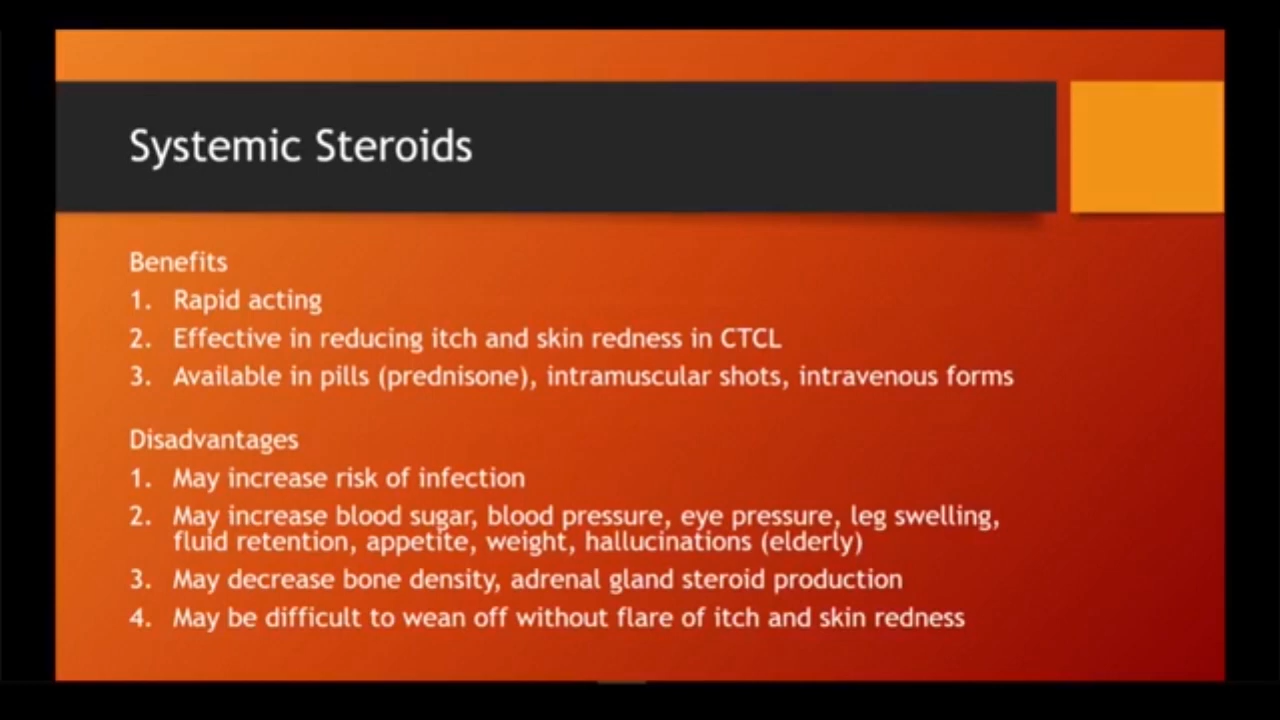 Systemic Steroids
Benefits
1. Rapid acting
2. Effective in reducing itch and skin redness in CTCL
3. Available in pills (prednisone), intramuscular shots, intravenous forms
Disadvantages
1. May increase risk of infection
2. May increase blood sugar, blood pressure, eye pressure, leg swelling,
fluid retention, appetite, weight, hallucinations (elderly)
3. May decrease bone density, adrenal gland steroid production
4. May be difficult to wean off without flare of itch and skin redness